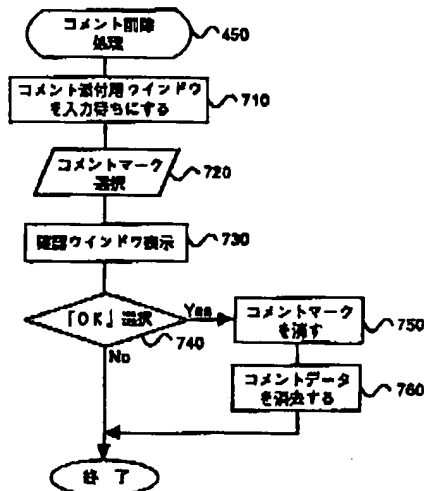 コメント削除
処理
450
コメント添付用ウインドウ
を入力待ちにする
710
コメントマーク
選択
720
確認ウインドウ表示
730
「OK」選択
Yes
740
No
コメントマーク
を消す
750
コメントデータ
を消去する
760
終了